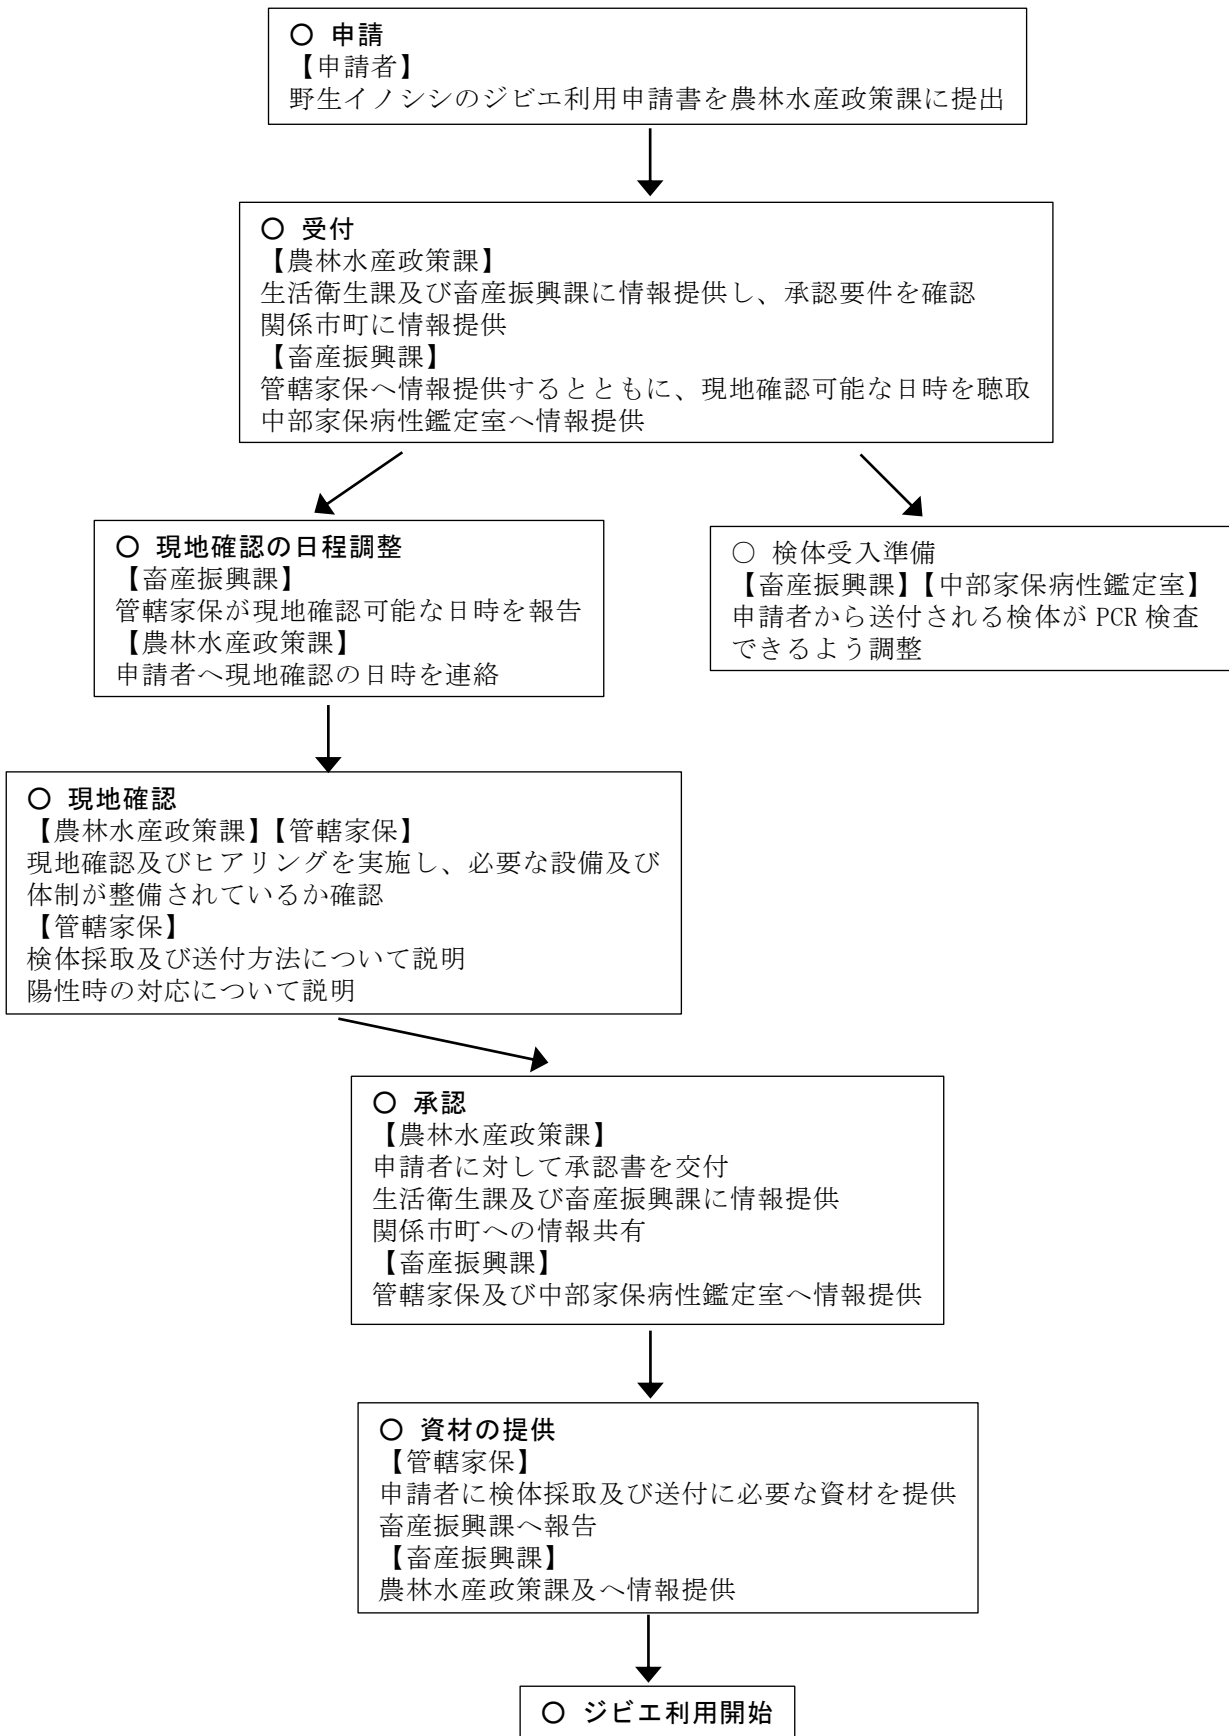 ○ 申請
【申請者】
野生イノシシのジビエ利用申請書を農林水産政策課に提出
○ 受付
【農林水産政策課】
生活衛生課及び畜産振興課に情報提供し、承認要件を確認
関係市町に情報提供
【畜産振興課】
管轄家保へ情報提供するとともに、現地確認可能な日時を聴取
中部家保病性鑑定室へ情報提供
○ 現地確認の日程調整
【畜産振興課】
管轄家保が現地確認可能な日時を報告
【農林水産政策課】
申請者へ現地確認の日時を連絡
○ 検体受入準備
【畜産振興課】【中部家保病性鑑定室】
申請者から送付される検体が PCR 検査
できるよう調整
○ 現地確認
【農林水産政策課】【管轄家保】
現地確認及びヒアリングを実施し、必要な設備及び
体制が整備されているか確認
【管轄家保】
検体採取及び送付方法について説明
陽性時の対応について説明
○ 承認
【農林水産政策課】
申請者に対して承認書を交付
生活衛生課及び畜産振興課に情報提供
関係市町への情報共有
【畜産振興課】
管轄家保及び中部家保病性鑑定室へ情報提供
○ 資材の提供
【管轄家保】
申請者に検体採取及び送付に必要な資材を提供
畜産振興課へ報告
【畜産振興課】
農林水産政策課及へ情報提供
○ ジビエ利用開始